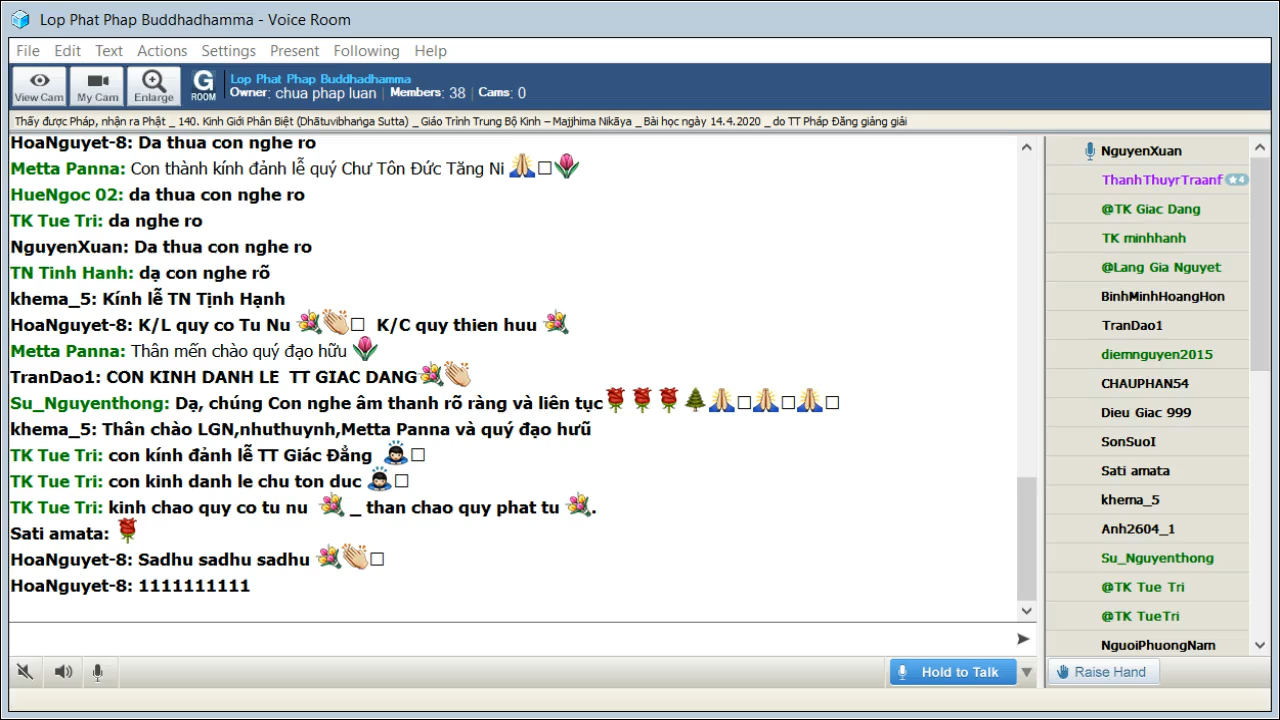 Lop Phat Phap Buddhadhamma - Voice Room
File Edit Text Actions Settings Present Following Help
View Cam My Cam Enlarge G ROOM
Lop Phat Phap Buddhadhamma
Owner: chua phap luan | Members: 38 | Cams: 0
Thấy được Pháp, nhận ra Phật _ 140. Kinh Giới Phân Biệt (Dhātuvibhaṅga Sutta) _ Giáo Trình Trung Bộ Kinh – Majjhima Nikāya _ Bài học ngày 14.4.2020 _ do TT Pháp Đăng giảng giải
HoaNguyet-8: Da thua con nghe ro
Metta Panna: Con thành kính đảnh lễ quý Chư Tôn Đức Tăng Ni 🙏□🌷
HueNgoc 02: da thua con nghe ro
TK Tue Tri: da nghe ro
NguyenXuan: Da thua con nghe ro
TN Tinh Hanh: dạ con nghe rõ
khema_5: Kính lễ TN Tịnh Hạnh
HoaNguyet-8: K/L quy co Tu Nu 💐👏□ K/C quy thien huu 💐
Metta Panna: Thân mến chào quý đạo hữu 🌷
TranDao1: CON KINH DANH LE TT GIAC DANG💐👏
Su_Nguyenthong: Dạ, chúng Con nghe âm thanh rõ ràng và liên tục🌹🌹🌹🌲🙏□🙏□🙏□
khema_5: Thân chào LGN,nhuthuynh,Metta Panna và quý đạo hưũ
TK Tue Tri: con kính đảnh lễ TT Giác Đẳng 🙇□
TK Tue Tri: con kinh danh le chu ton duc 🙇□
TK Tue Tri: kinh chao quy co tu nu 💐 _ than chao quy phat tu 💐.
Sati amata: 🌹
HoaNguyet-8: Sadhu sadhu sadhu 💐👏□
HoaNguyet-8: 1111111111
Hold to Talk
NguyenXuan
ThanhThuyrTraanf ★4
@TK Giac Dang
TK minhhanh
@Lang Gia Nguyet
BinhMinhHoangHon
TranDao1
diemnguyen2015
CHAUPHAN54
Dieu Giac 999
SonSuoI
Sati amata
khema_5
Anh2604_1
Su_Nguyenthong
@TK Tue Tri
@TK TueTri
NguoiPhuongNam
Raise Hand